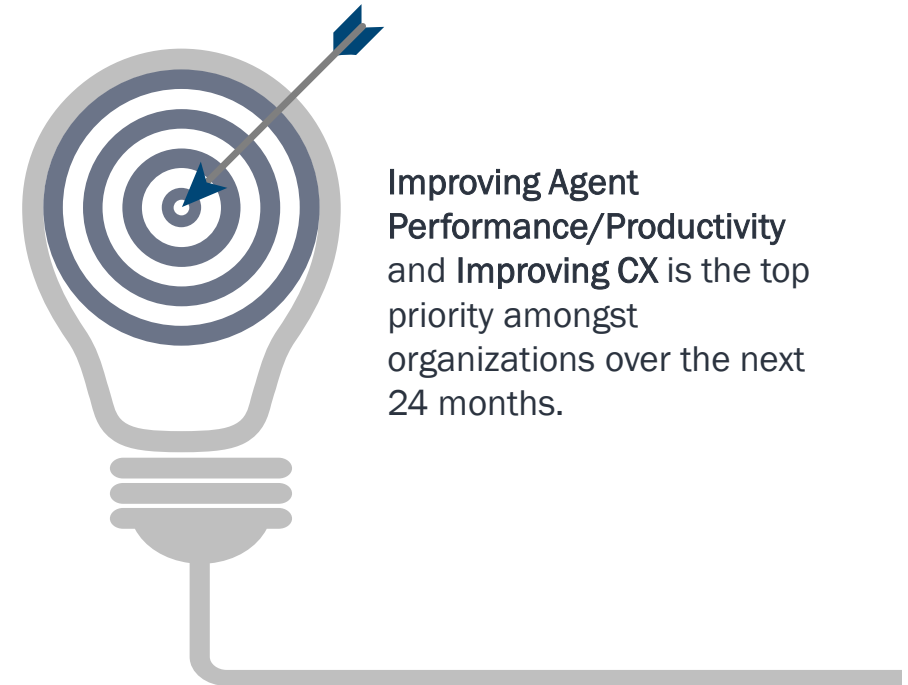 Improving Agent
Performance/Productivity
and Improving CX is the top
priority amongst
organizations over the next
24 months.